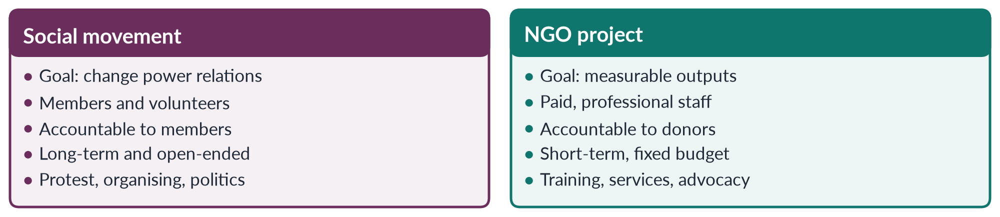 Social movement
• Goal: change power relations
• Members and volunteers
• Accountable to members
• Long-term and open-ended
• Protest, organising, politics
NGO project
• Goal: measurable outputs
• Paid, professional staff
• Accountable to donors
• Short-term, fixed budget
• Training, services, advocacy